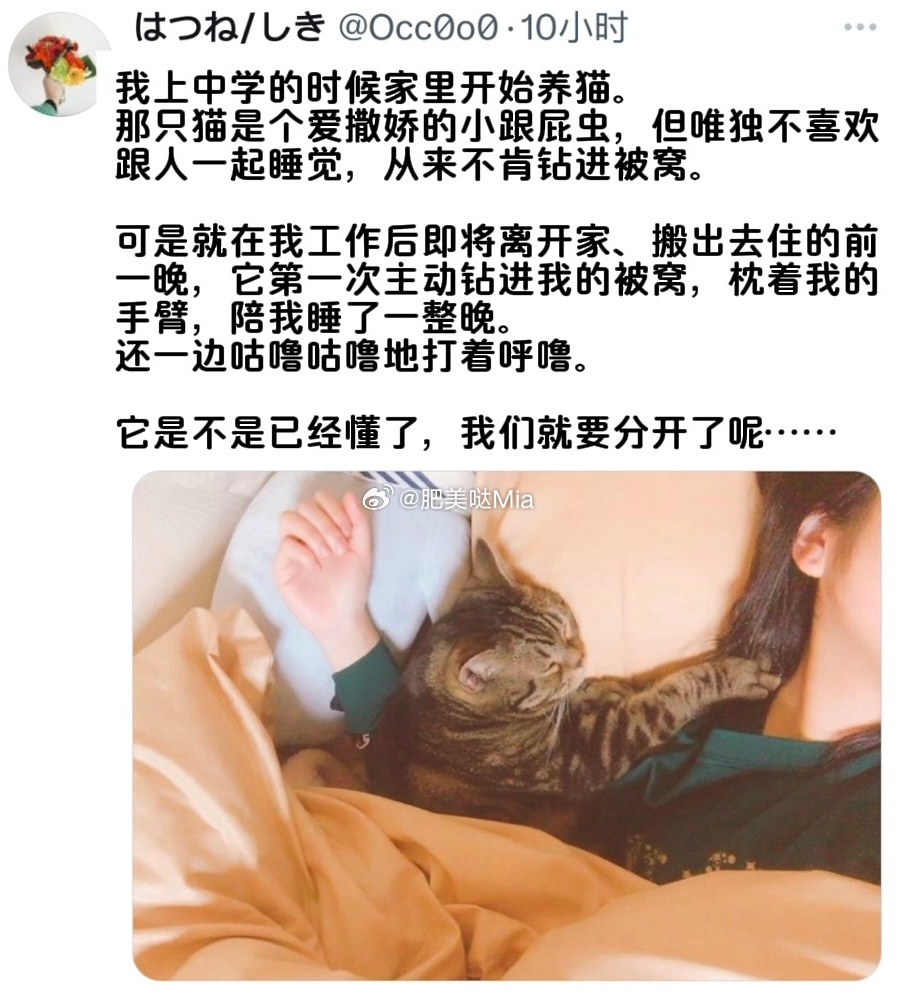 はつね/しき @Occ0o0·10小时
我上中学的时候家里开始养猫。
那只猫是个爱撒娇的小跟屁虫，但唯独不喜欢
跟人一起睡觉，从来不肯钻进被窝。
可是就在我工作后即将离开家、搬出去住的前
一晚，它第一次主动钻进我的被窝，枕着我的
手臂，陪我睡了一整晚。
还一边咕噜咕噜地打着呼噜。
它是不是已经懂了，我们就要分开了呢……
@肥美哒Mia